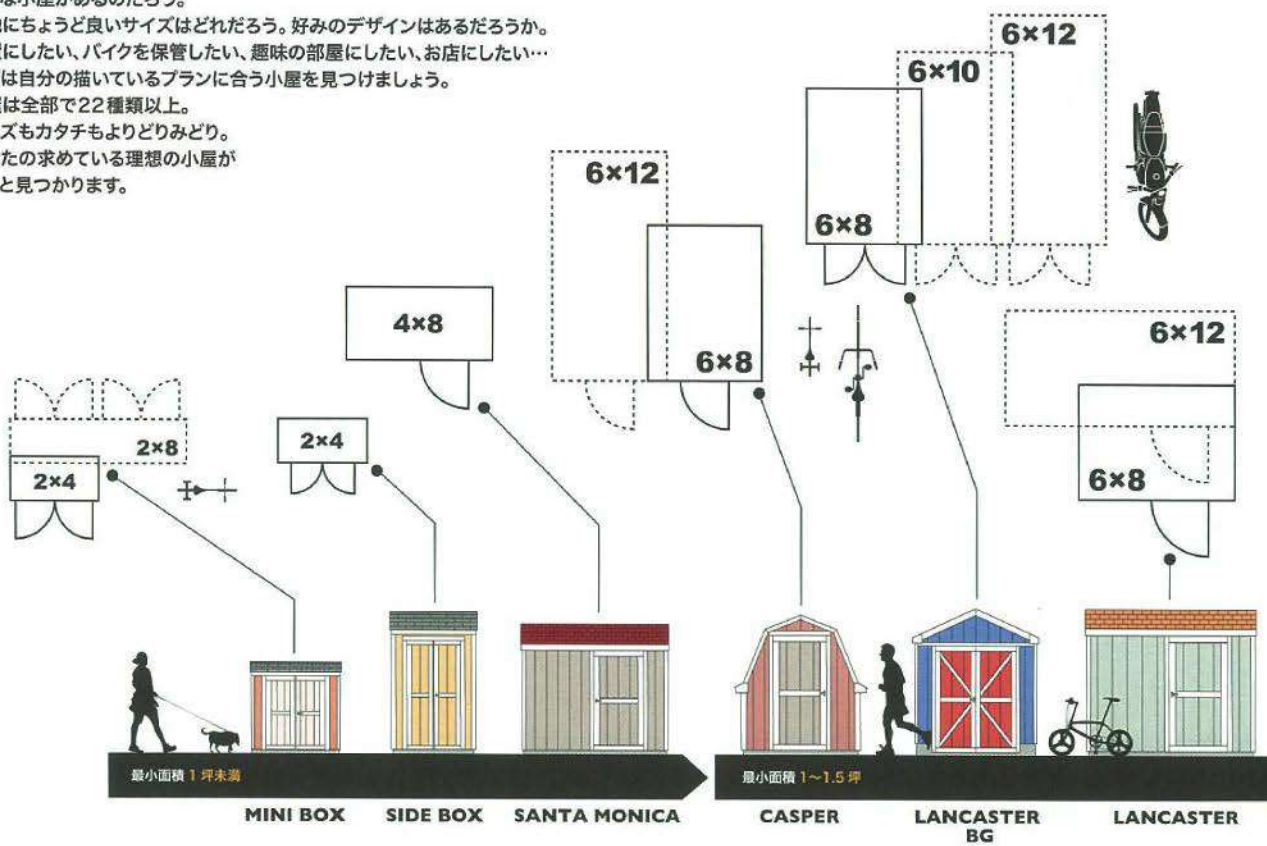 な小屋があるのだろう。
にちょうど良いサイズはどれだろう。好みのデザインはあるだろうか。
にしたい、バイクを保管したい、趣味の部屋にしたい、お店にしたい…
は自分の描いているプランに合う小屋を見つけましょう。
は全部で22種類以上。
ズもカタチもよりどりみどり。
たの求めている理想の小屋が
と見つかります。
6×12
6×10
6×8
6×12
6×8
4×8
6×12
6×8
2×8
2×4
2×4
最小面積 1 坪未満
最小面積 1〜1.5 坪
MINI BOX
SIDE BOX
SANTA MONICA
CASPER
LANCASTER
BG
LANCASTER